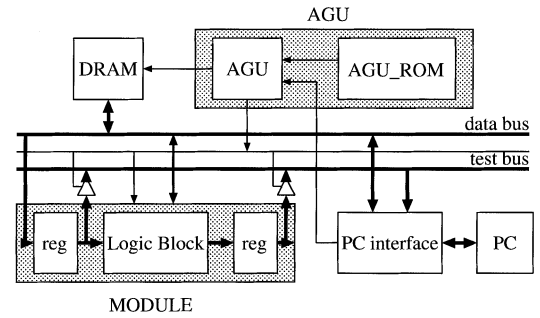 AGU
DRAM
AGU
AGU_ROM
data bus
test bus
reg
Logic Block
reg
PC interface
PC
MODULE